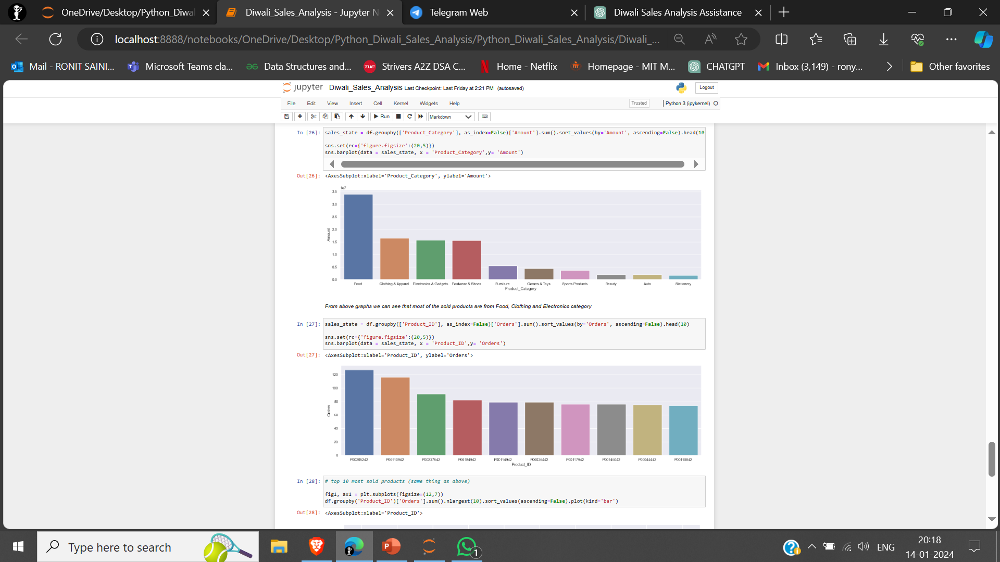 OneDrive/Desktop/Python_Diwal
Diwali_Sales_Analysis - Jupyter N
Telegram Web
Diwali Sales Analysis Assistance
localhost:8888/notebooks/OneDrive/Desktop/Python_Diwali_Sales_Analysis/Python_Diwali_Sales_Analysis/Diwali_...
Mail - RONIT SAINI...
Microsoft Teams cla...
Data Structures and...
TUF
Strivers A2Z DSA C...
Home - Netflix
Homepage - MIT M...
CHATGPT
Inbox (3,149) - rony...
Other favorites
jupyter Diwali_Sales_Analysis Last Checkpoint: Last Friday at 2:21 PM (autosaved)
Logout
File Edit View Insert Cell Kernel Widgets Help
Trusted
Python 3 (ipykernel)
Run
Markdown
In [26]: sales_state = df.groupby(['Product_Category'], as_index=False)['Amount'].sum().sort_values(by='Amount', ascending=False).head(10
sns.set(rc={'figure.figsize':(20,5)})
sns.barplot(data = sales_state, x = 'Product_Category',y= 'Amount')
Out[26]: <AxesSubplot:xlabel='Product_Category', ylabel='Amount'>
1e7
3.5
3.0
2.5
2.0
1.5
1.0
0.5
0.0
Amount
Food Clothing & Apparel Electronics & Gadgets Footwear & Shoes Furniture Games & Toys Sports Products Beauty Auto Stationery
Product_Category
From above graphs we can see that most of the sold products are from Food, Clothing and Electronics category
In [27]: sales_state = df.groupby(['Product_ID'], as_index=False)['Orders'].sum().sort_values(by='Orders', ascending=False).head(10)
sns.set(rc={'figure.figsize':(20,5)})
sns.barplot(data = sales_state, x = 'Product_ID',y= 'Orders')
Out[27]: <AxesSubplot:xlabel='Product_ID', ylabel='Orders'>
120
100
80
60
40
20
0
Orders
P00265242 P00110942 P00237542 P00184942 P00114942 P00025442 P00117942 P00145042 P00044442 P00110842
Product_ID
In [28]: # top 10 most sold products (same thing as above)
fig1, ax1 = plt.subplots(figsize=(12,7))
df.groupby('Product_ID')['Orders'].sum().nlargest(10).sort_values(ascending=False).plot(kind='bar')
Out[28]: <AxesSubplot:xlabel='Product_ID'>
Type here to search
1
ENG
20:18
14-01-2024